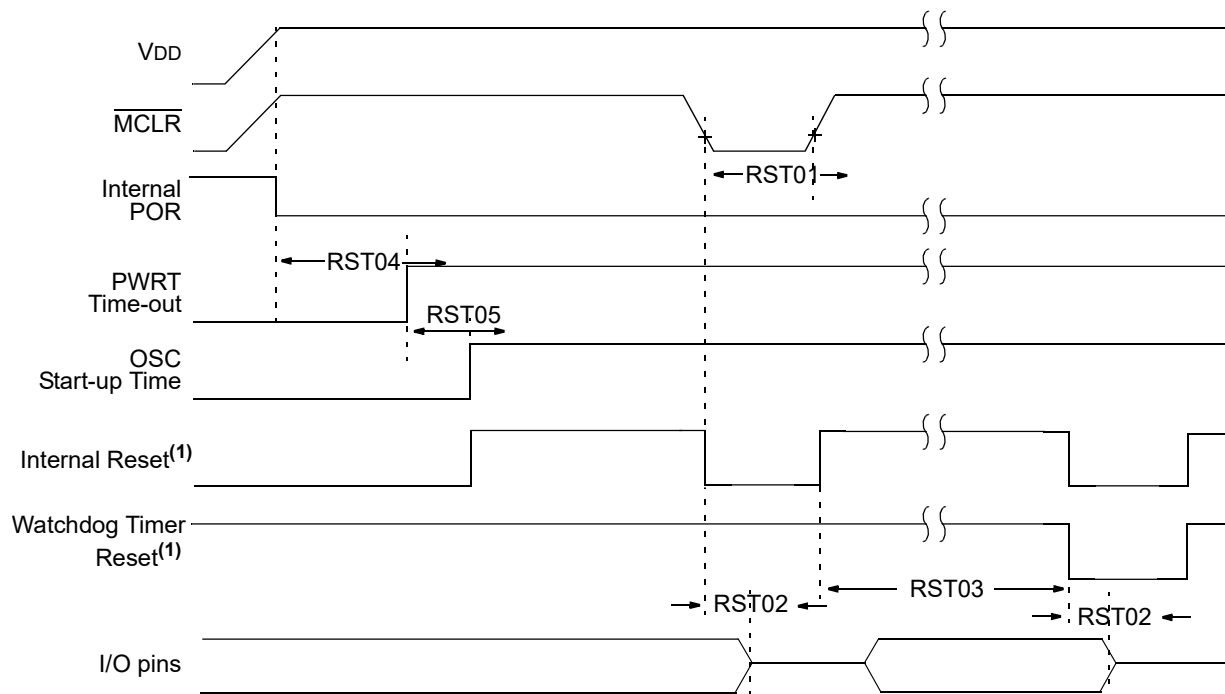 VDD
MCLR
RST01
Internal
POR
RST04
PWRT
Time-out
RST05
OSC
Start-up Time
Internal Reset(1)
Watchdog Timer
Reset(1)
RST03
RST02
RST02
I/O pins